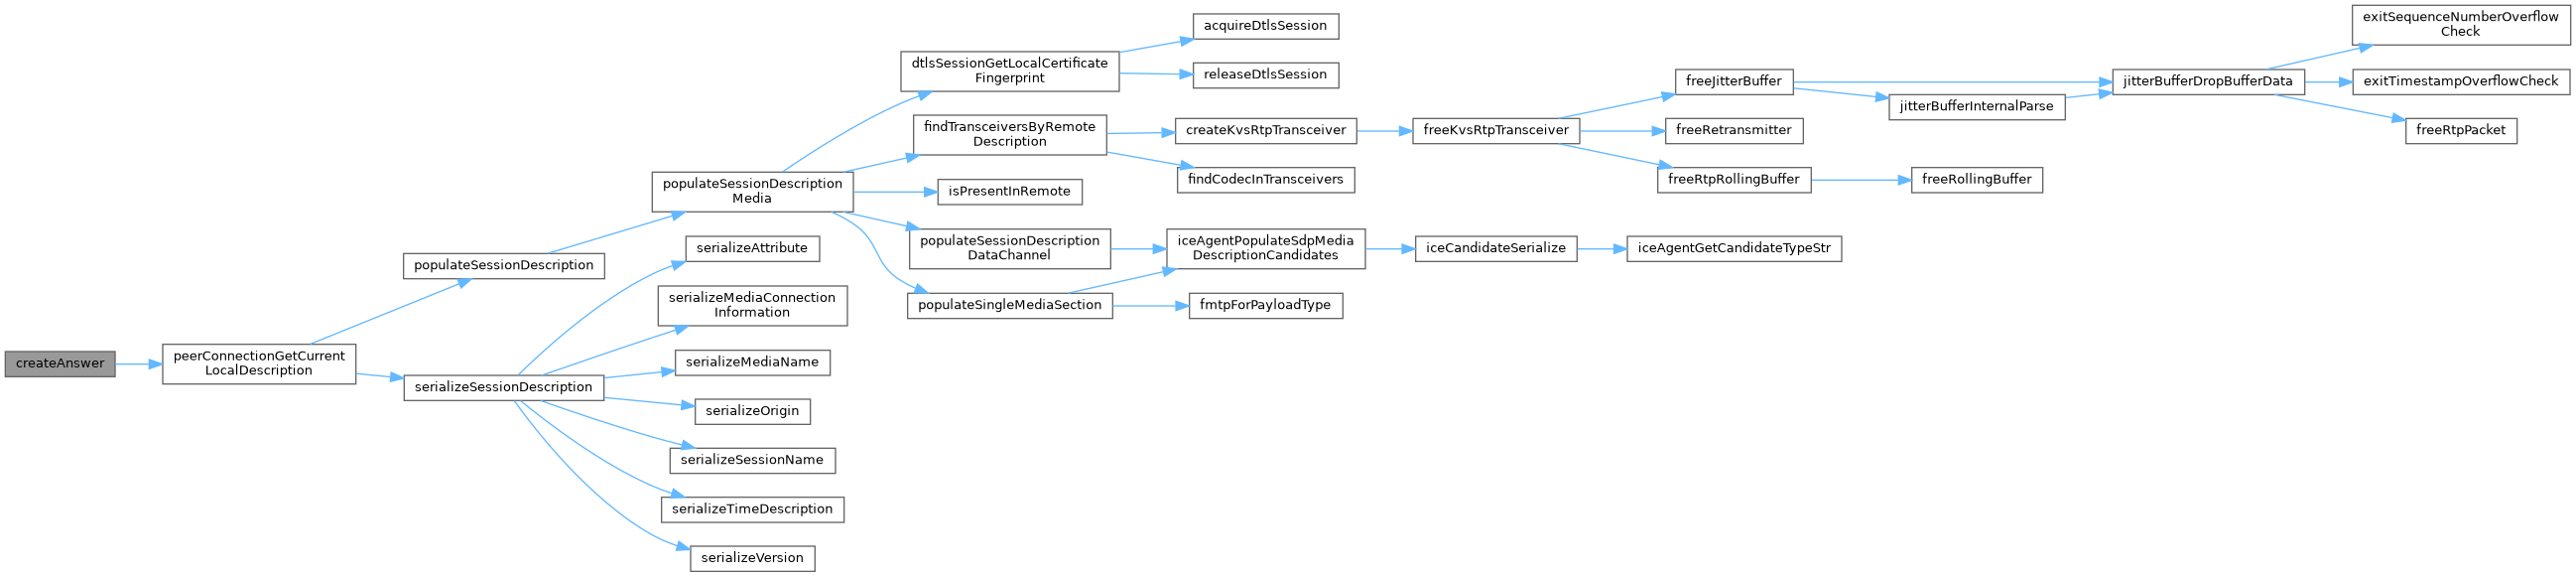 createAnswer
peerConnectionGetCurrent
LocalDescription
populateSessionDescription
serializeSessionDescription
populateSessionDescription
Media
serializeAttribute
serializeMediaConnection
Information
serializeMediaName
serializeOrigin
serializeSessionName
serializeTimeDescription
serializeVersion
dtlsSessionGetLocalCertificate
Fingerprint
findTransceiversByRemote
Description
isPresentInRemote
populateSessionDescription
DataChannel
populateSingleMediaSection
acquireDtlsSession
releaseDtlsSession
createKvsRtpTransceiver
findCodecInTransceivers
iceAgentPopulateSdpMedia
DescriptionCandidates
fmtpForPayloadType
freeKvsRtpTransceiver
iceCandidateSerialize
freeJitterBuffer
freeRetransmitter
freeRtpRollingBuffer
iceAgentGetCandidateTypeStr
jitterBufferInternalParse
freeRollingBuffer
jitterBufferDropBufferData
exitSequenceNumberOverflow
Check
exitTimestampOverflowCheck
freeRtpPacket